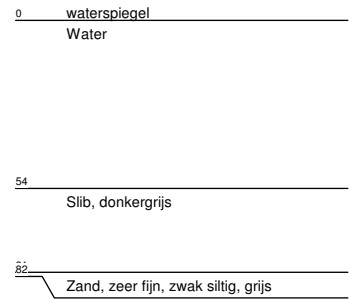 0 waterspiegel
Water
54
Slib, donkergrijs
82
Zand, zeer fijn, zwak siltig, grijs